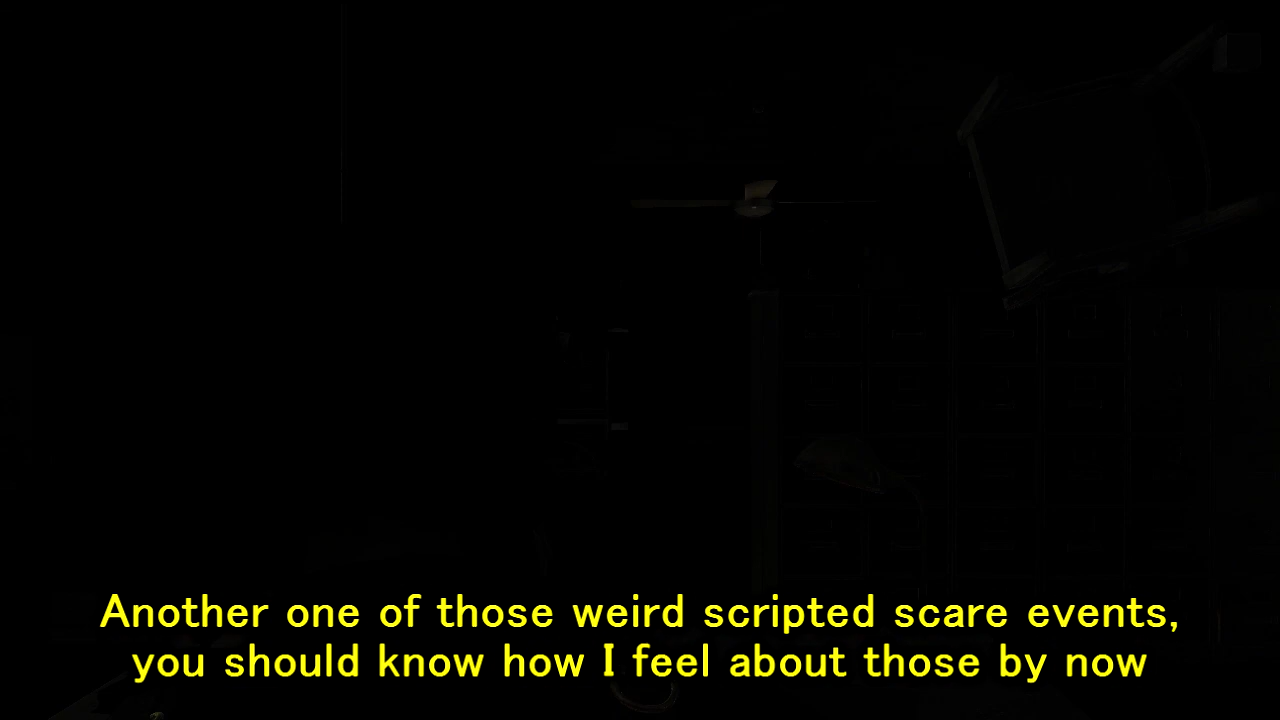 Another one of those weird scripted scare events,
you should know how I feel about those by now